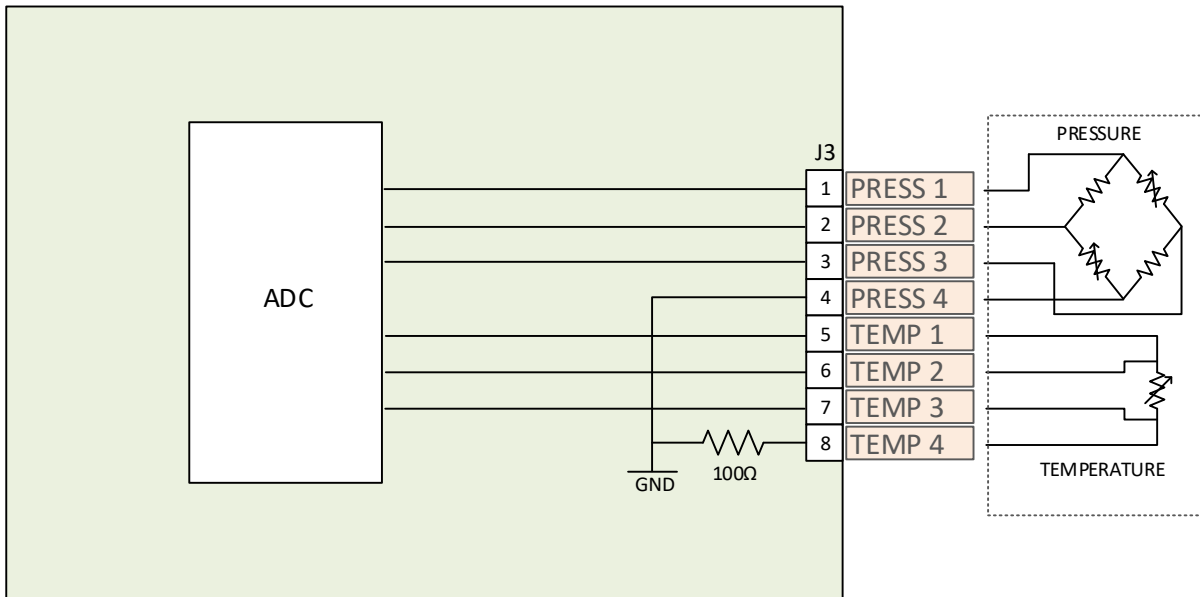 PRESSURE
J3
1 PRESS 1
2 PRESS 2
3 PRESS 3
ADC
4 PRESS 4
5 TEMP 1
6 TEMP 2
7 TEMP 3
8 TEMP 4
TEMPERATURE
100Ω
GND